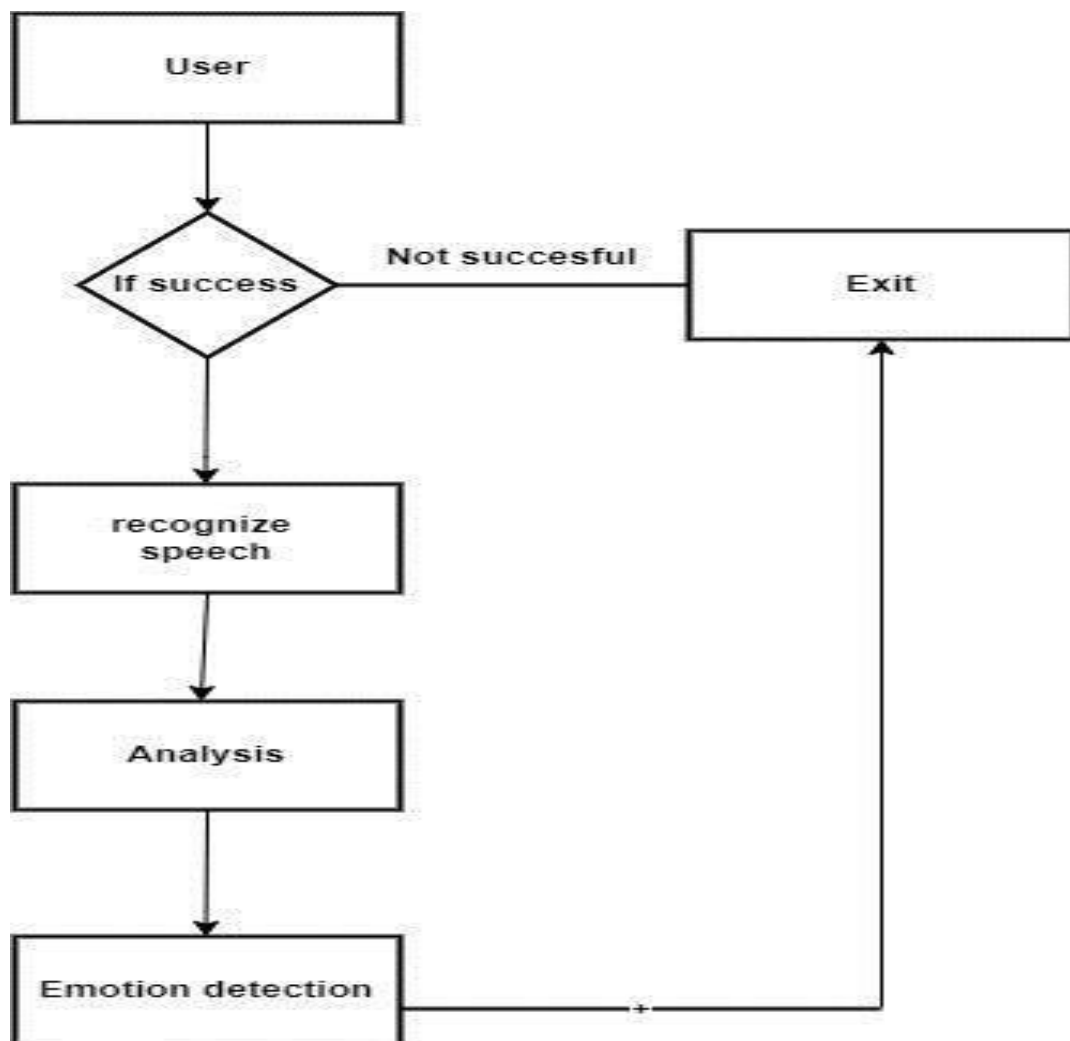 User
If success
Not succesful
Exit
recognize
speech
Analysis
Emotion detection
+